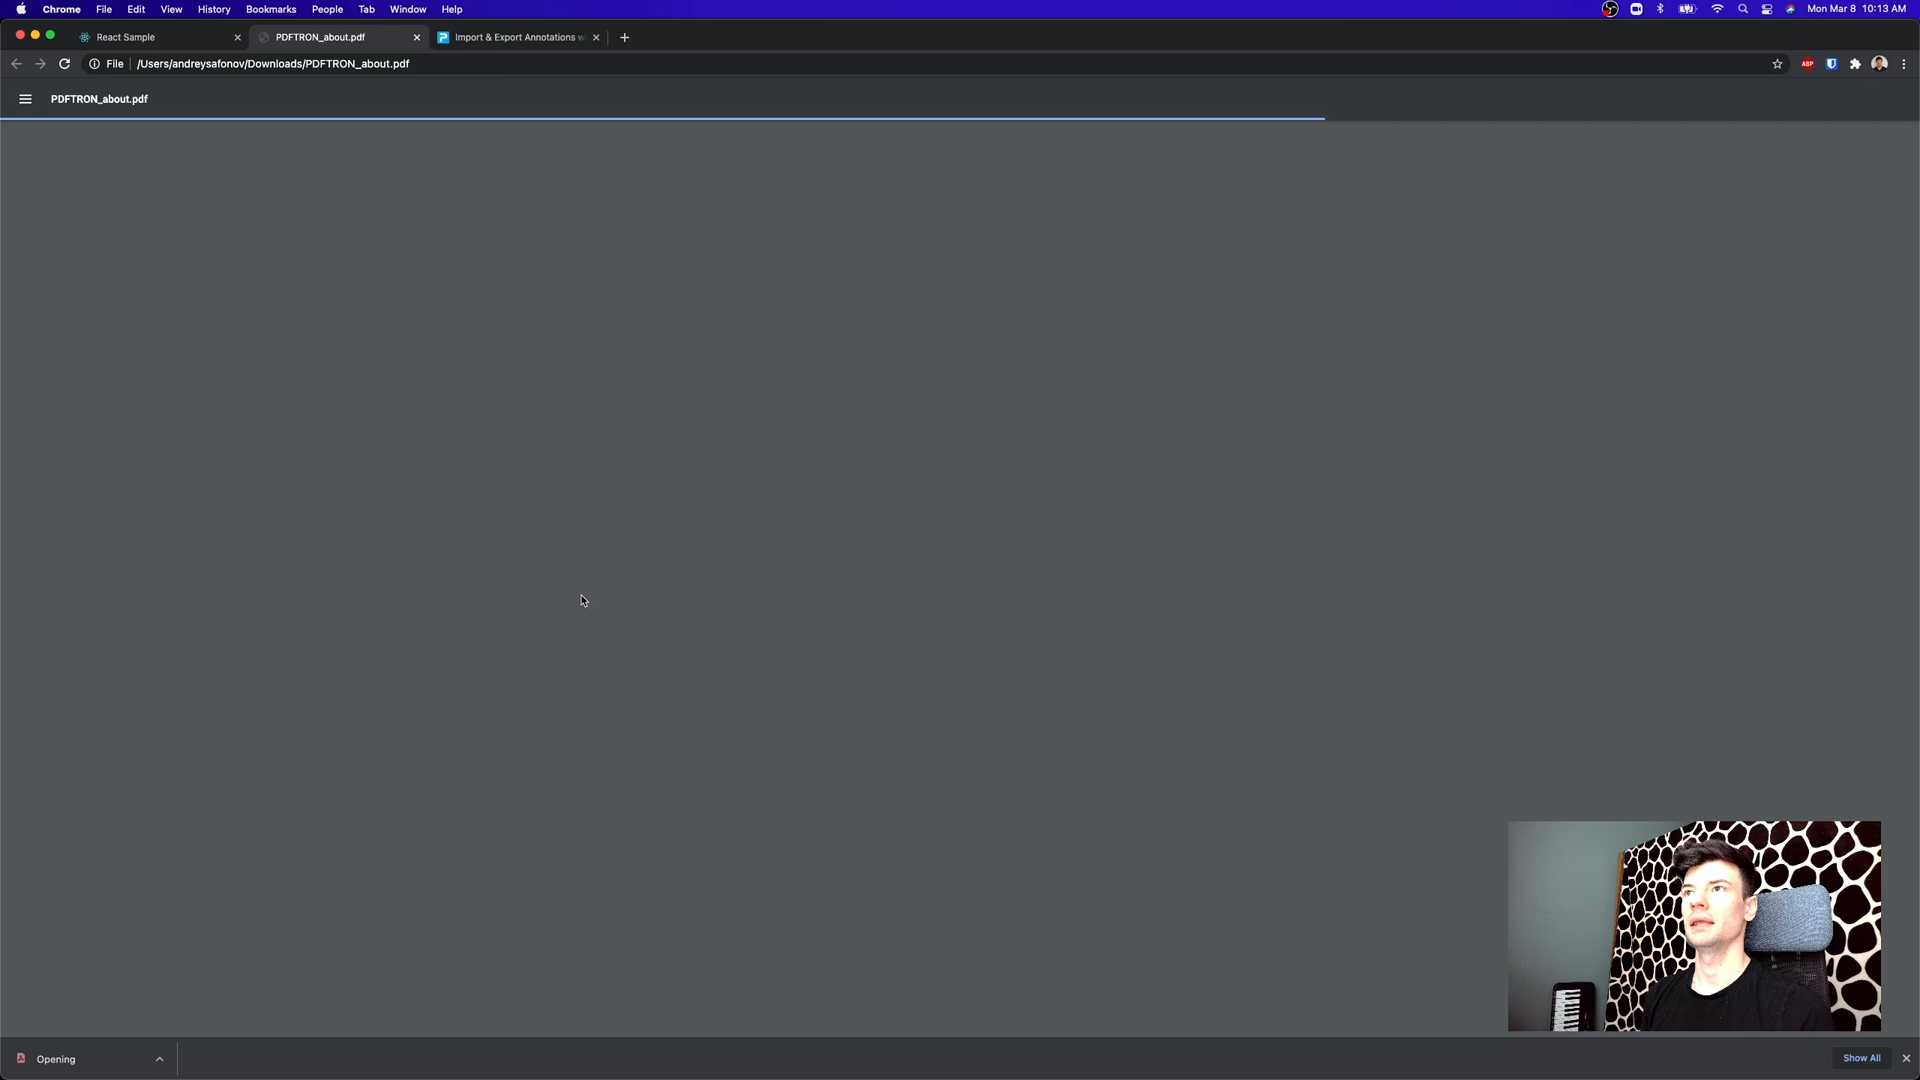 Chrome File Edit View History Bookmarks People Tab Window Help Mon Mar 8 10:13 AM
React Sample PDFTRON_about.pdf Import & Export Annotations w
File /Users/andreysafonov/Downloads/PDFTRON_about.pdf ABP
PDFTRON_about.pdf
Opening Show All